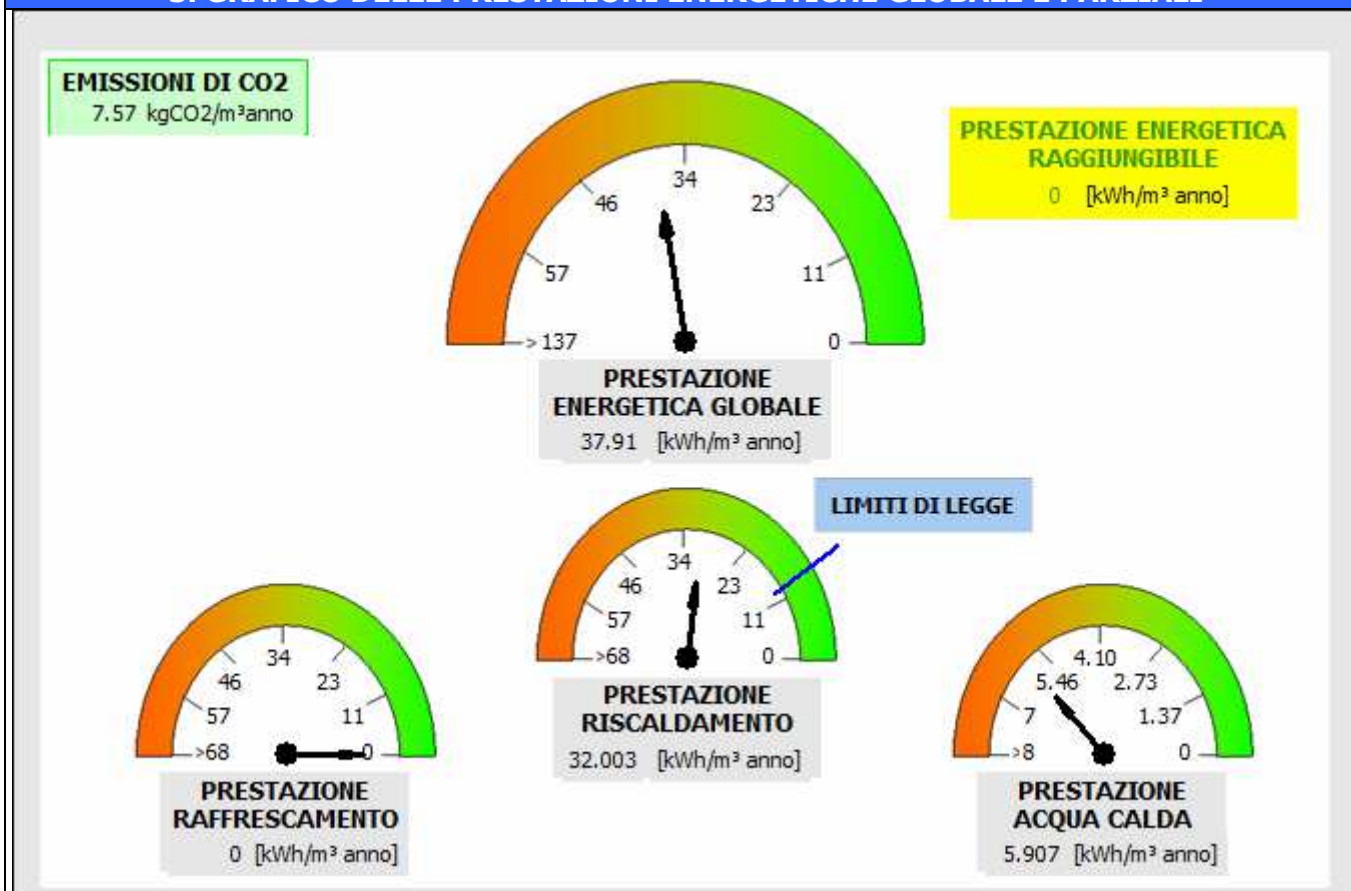 EMISSIONI DI CO2
7.57 kgCO2/m³anno
PRESTAZIONE ENERGETICA
RAGGIUNGIBILE
0 [kWh/m³ anno]
34
46
23
57
11
>137
0
PRESTAZIONE
ENERGETICA GLOBALE
37.91 [kWh/m³ anno]
LIMITI DI LEGGE
34
46
23
57
11
>68
0
PRESTAZIONE
RISCALDAMENTO
32.003 [kWh/m³ anno]
34
46
23
57
11
>68
0
PRESTAZIONE
RAFFRESCAMENTO
0 [kWh/m³ anno]
4.10
5.46
2.73
7
1.37
>8
0
PRESTAZIONE
ACQUA CALDA
5.907 [kWh/m³ anno]